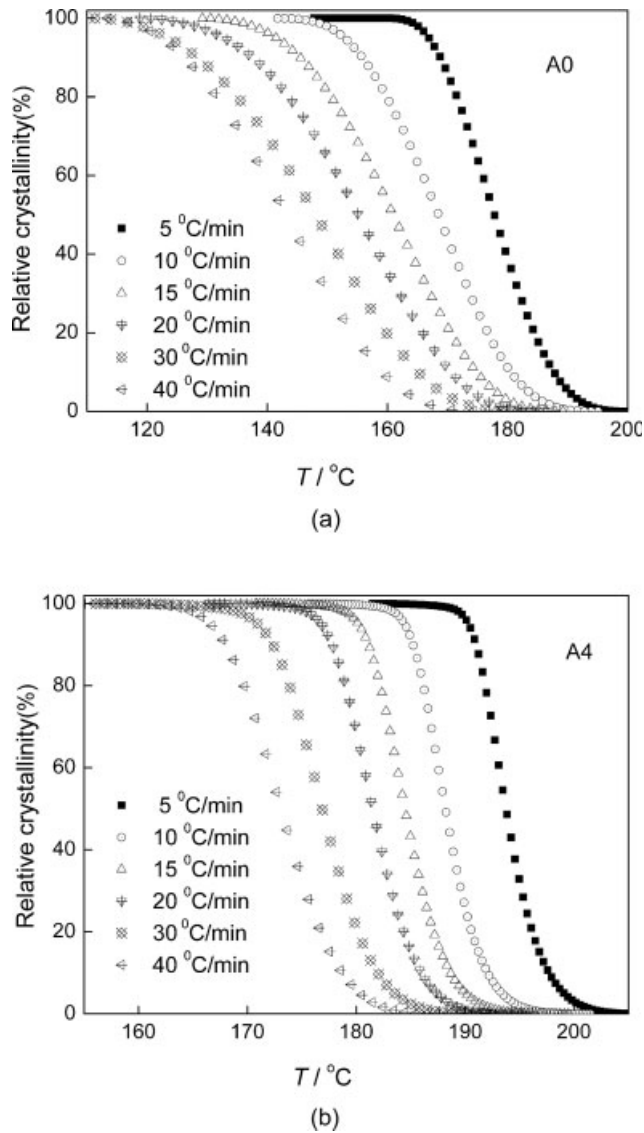 100
80
60
40
20
0
Relative crystallinity(%)
A0
5 ⁰C/min
10 ⁰C/min
15 ⁰C/min
20 ⁰C/min
30 ⁰C/min
40 ⁰C/min
120 140 160 180 200
T / °C
(a)
100
80
60
40
20
0
Relative crystallinity(%)
A4
5 ⁰C/min
10 ⁰C/min
15 ⁰C/min
20 ⁰C/min
30 ⁰C/min
40 ⁰C/min
160 170 180 190 200
T / °C
(b)